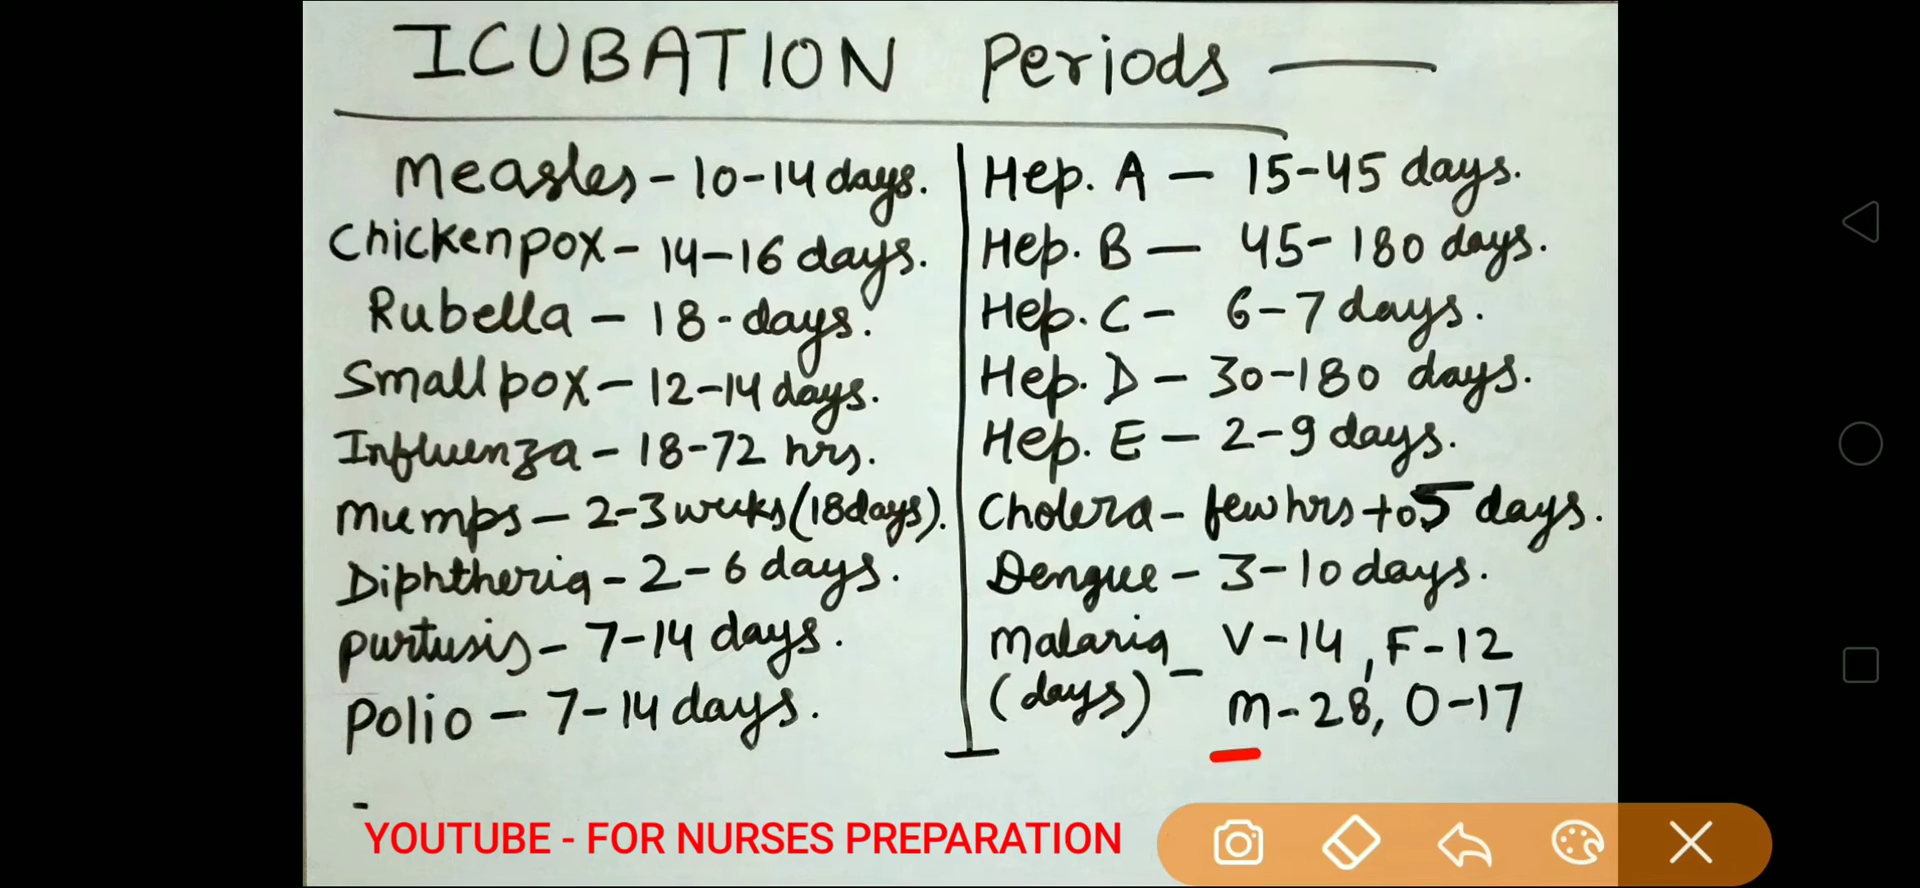 ICUBATION Periods
Measles - 10-14 days.
Chickenpox - 14-16 days.
Rubella - 18 - days.
Smallpox - 12-14 days.
Influenza - 18-72 hrs.
Mumps - 2-3 weeks (18 days).
Diphtheria - 2-6 days.
purtusis - 7-14 days.
polio - 7-14 days.
Hep. A - 15-45 days.
Hep. B - 45-180 days.
Hep. C - 6-7 days.
Hep. D - 30-180 days.
Hep. E - 2-9 days.
Cholera - few hrs to 5 days.
Dengue - 3-10 days.
Malaria - V-14, F-12
(days) M-28, O-17
YOUTUBE - FOR NURSES PREPARATION